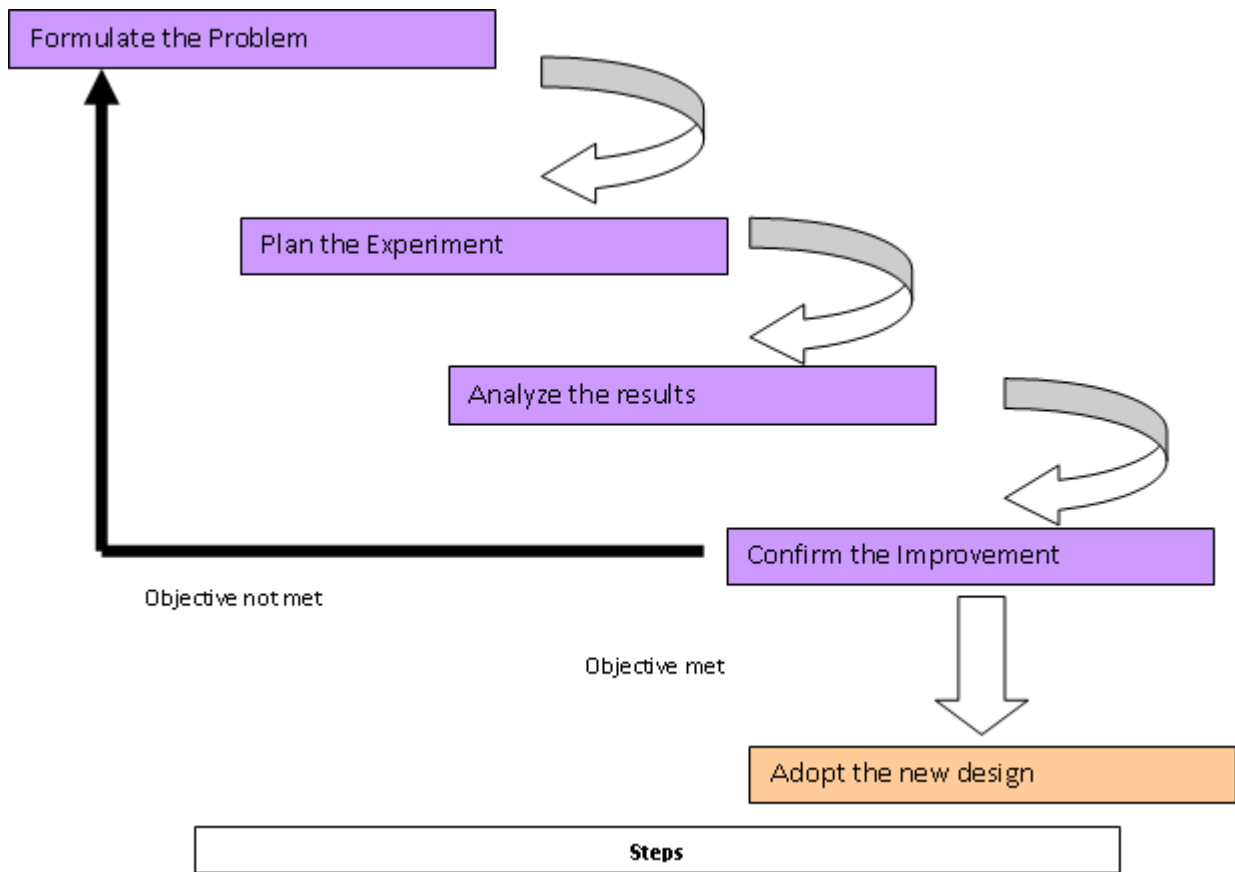 Formulate the Problem
Plan the Experiment
Analyze the results
Confirm the Improvement
Objective not met
Objective met
Adopt the new design
Steps